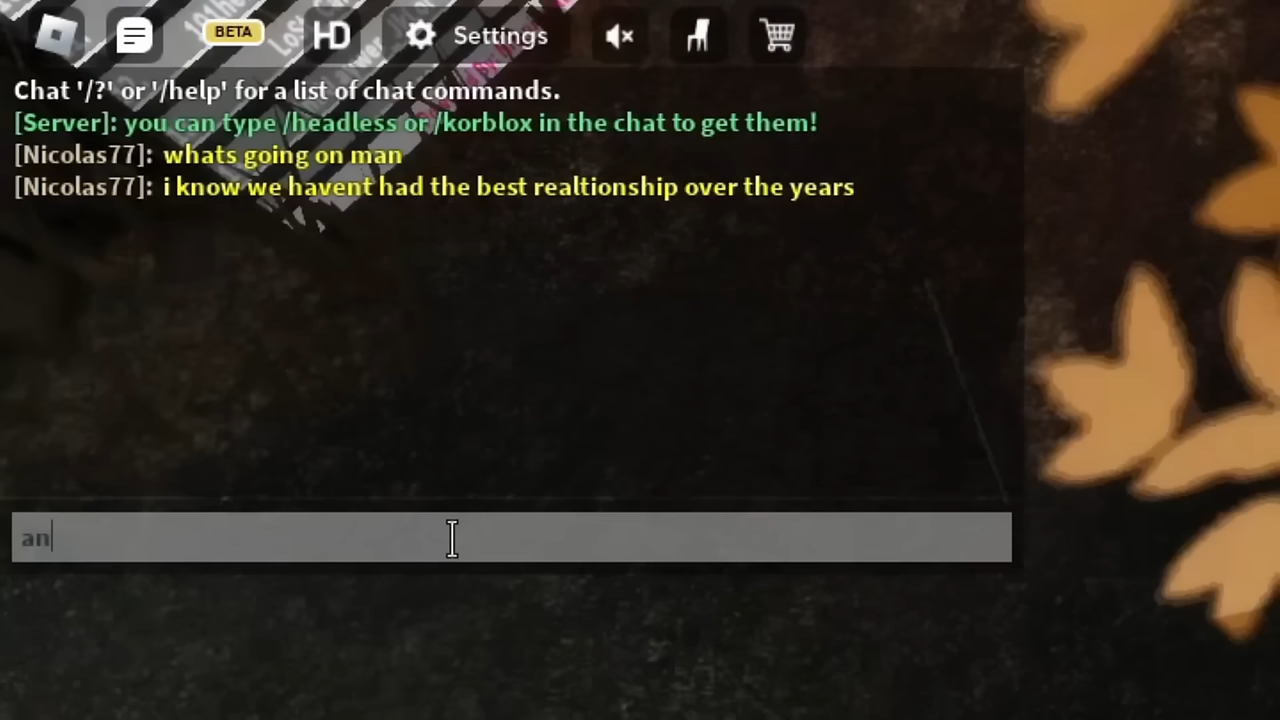 BETA
HD
Settings
Chat '/?' or '/help' for a list of chat commands.
[Server]: you can type /headless or /korblox in the chat to get them!
[Nicolas77]: whats going on man
[Nicolas77]: i know we havent had the best realtionship over the years
an